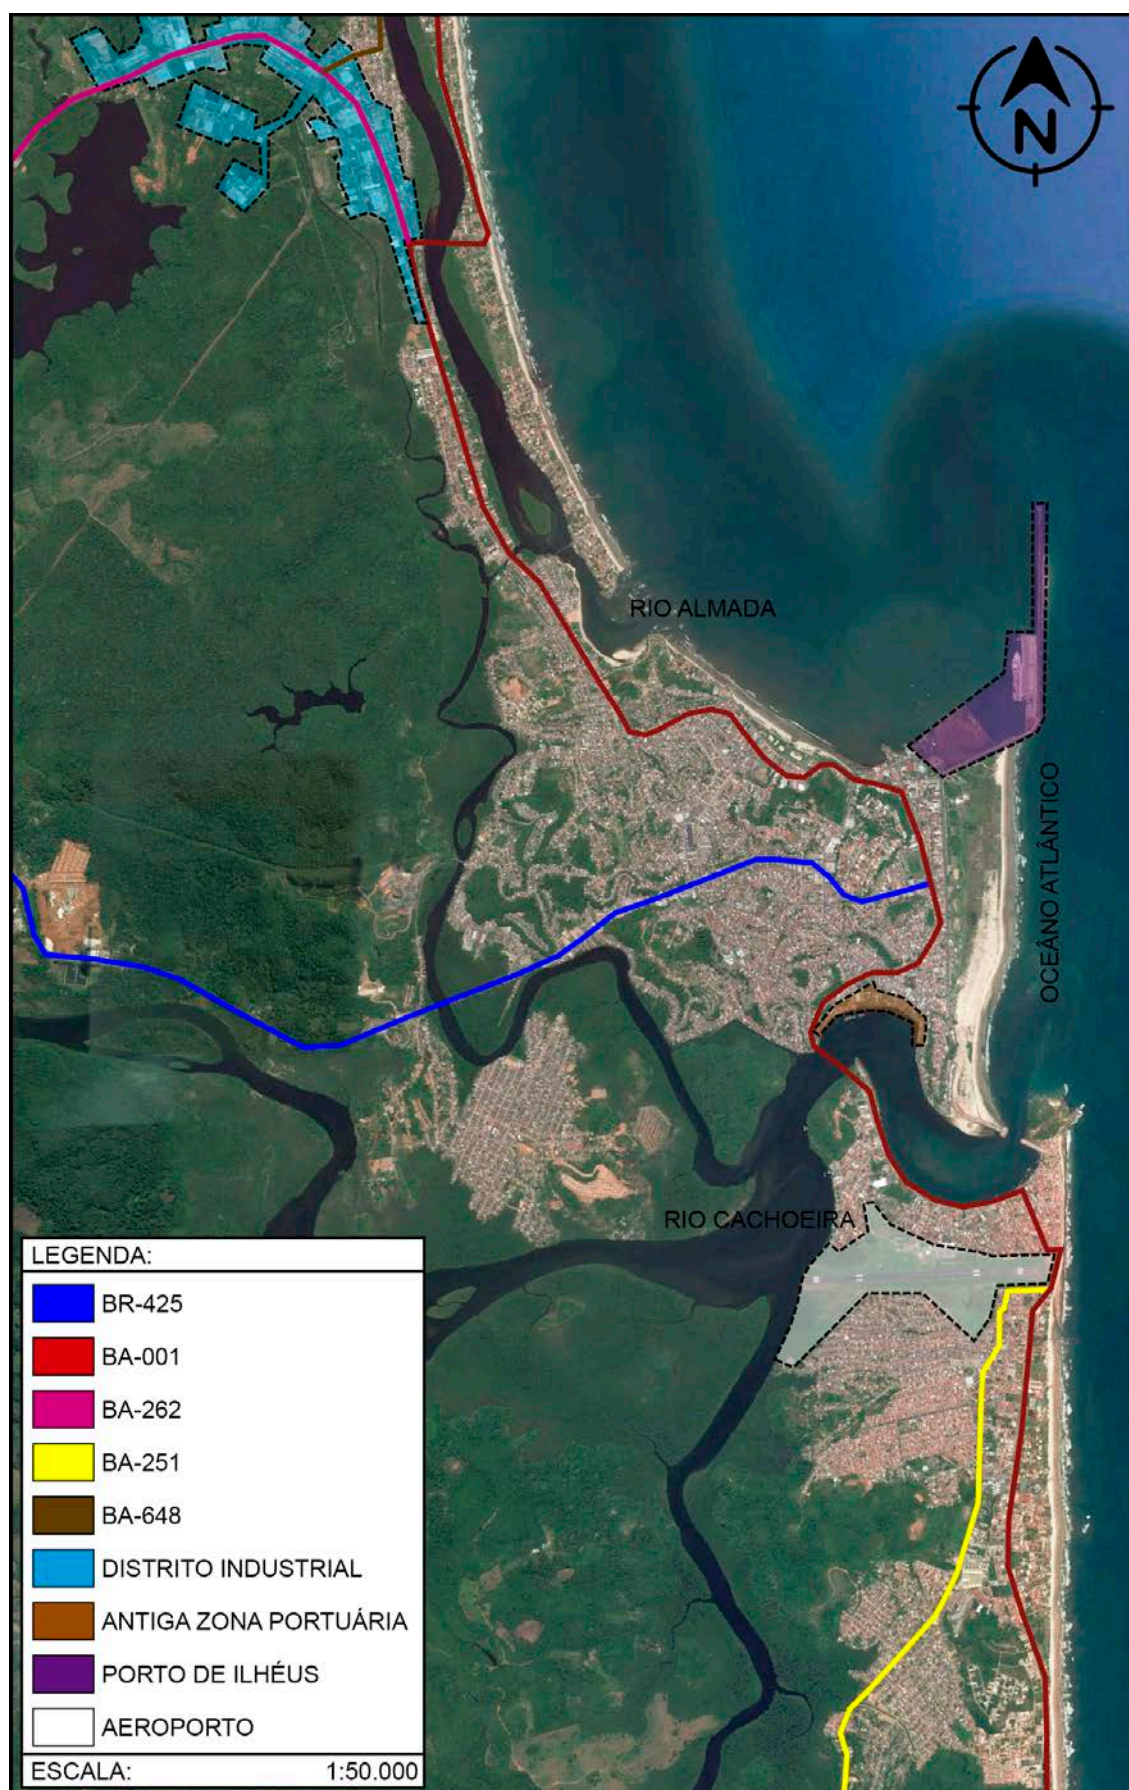 N
RIO ALMADA
OCEÂNO ATLÂNTICO
RIO CACHOEIRA
LEGENDA:
BR-425
BA-001
BA-262
BA-251
BA-648
DISTRITO INDUSTRIAL
ANTIGA ZONA PORTUÁRIA
PORTO DE ILHÉUS
AEROPORTO
ESCALA: 1:50.000